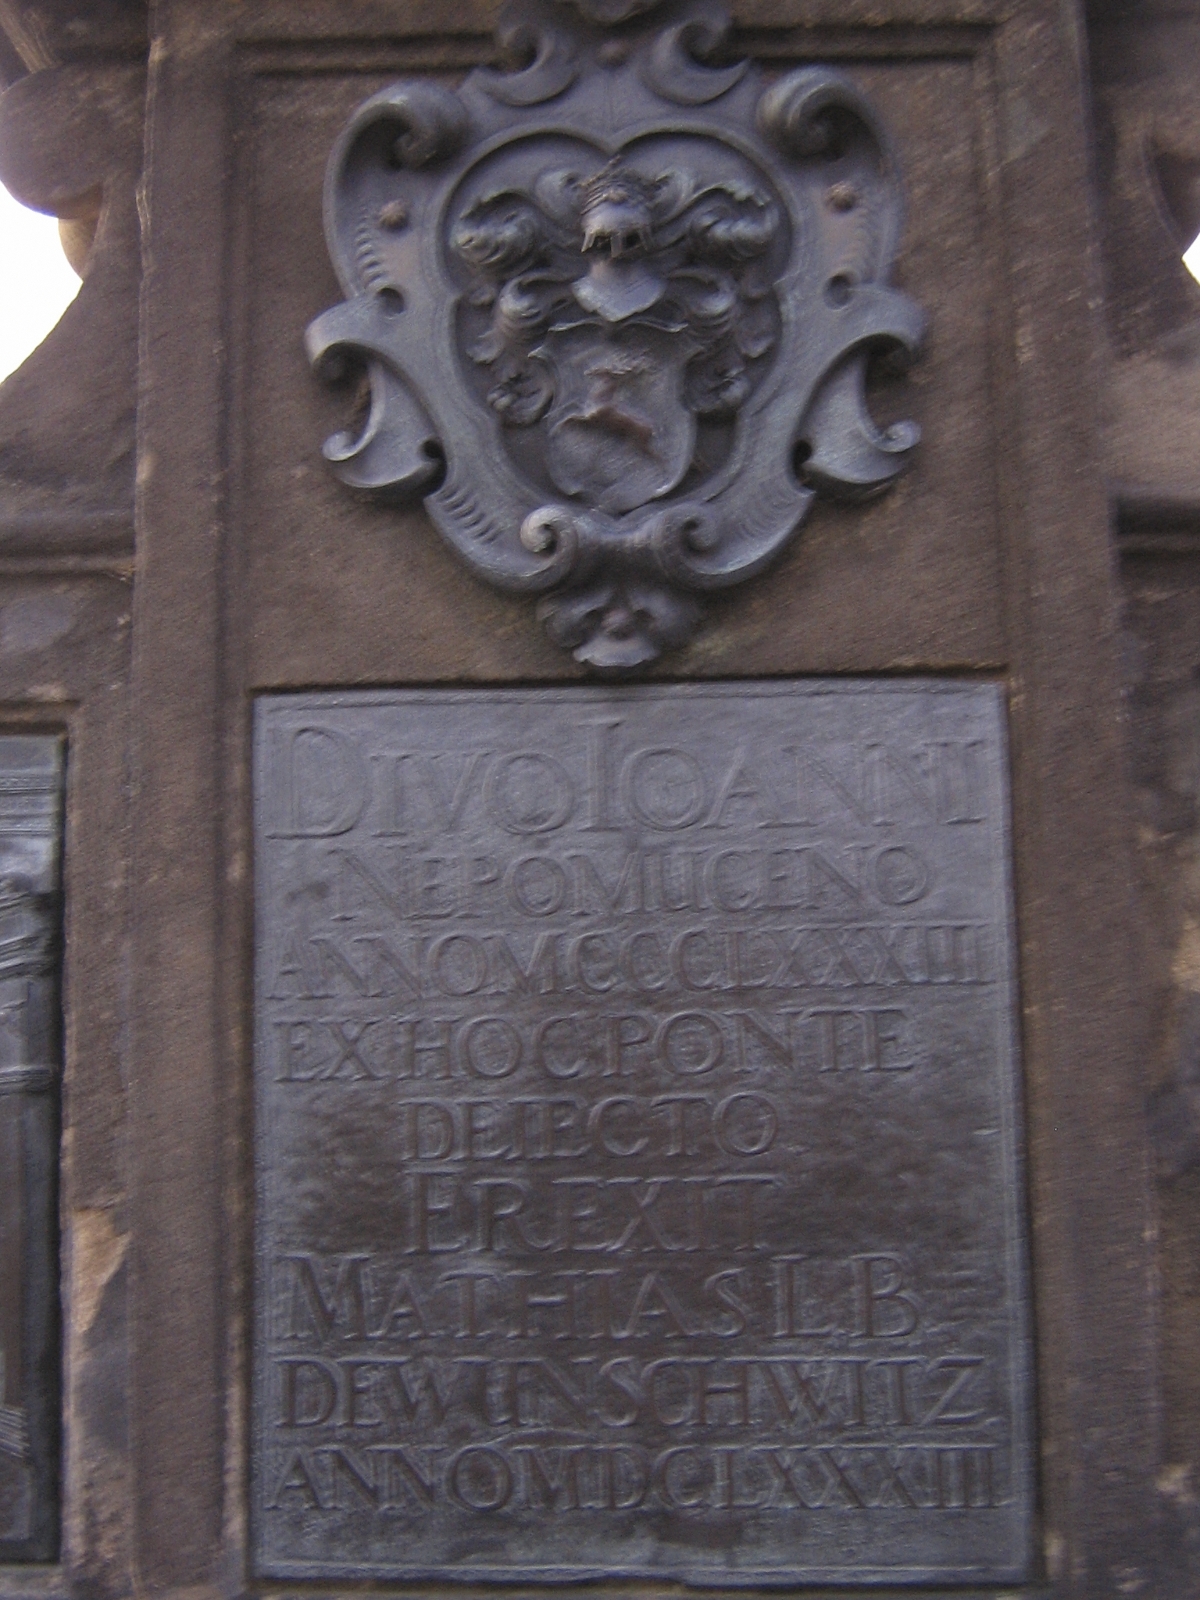 DIVO IOANNI
NEPOMUCENO
ANNO MCCCLXXXIII
EX HOC PONTE
DEIECTO
EREXIT
MATHIAS L B
DE WUNSCHWITZ
ANNO MDCLXXXIII